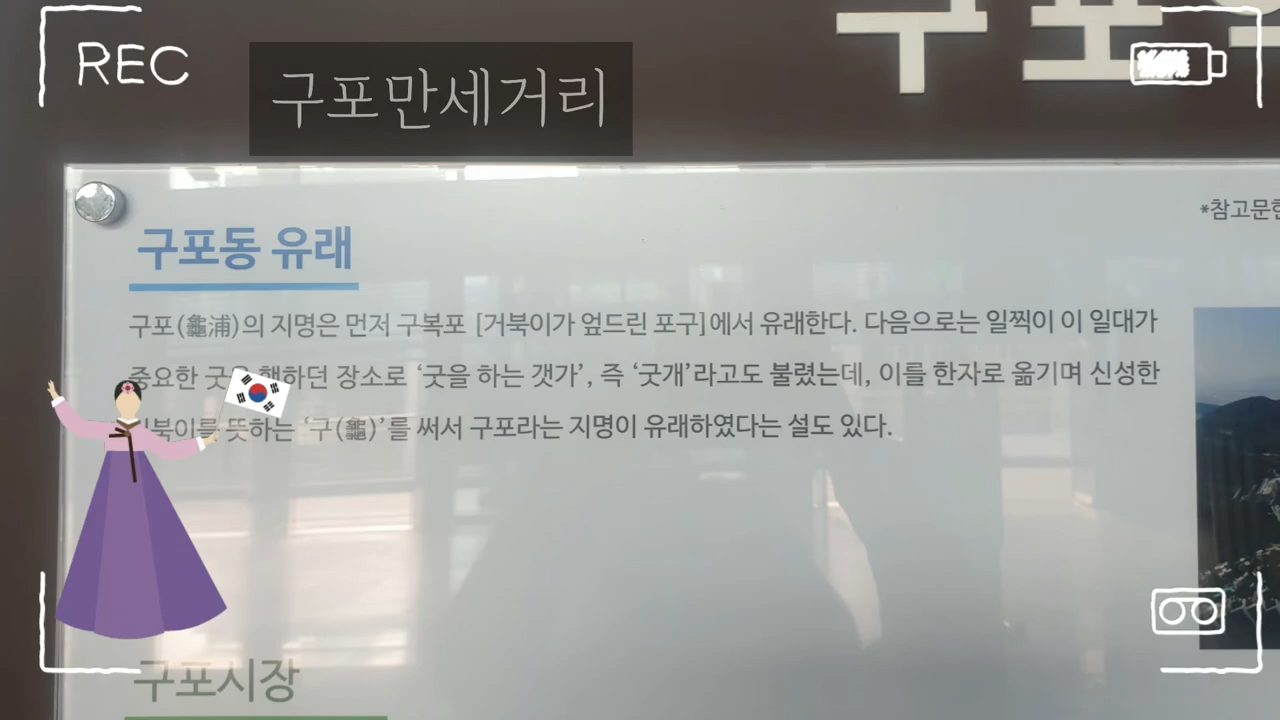 구포
REC
구포만세거리
*참고문헌
구포동 유래
구포(龜浦)의 지명은 먼저 구복포 [거북이가 엎드린 포구]에서 유래한다. 다음으로는 일찍이 이 일대가
중요한 굿 행하던 장소로 ‘굿을 하는 갯가’, 즉 ‘굿개’라고도 불렸는데, 이를 한자로 옮기며 신성한
뜻하는 ‘구(龜)’를 써서 구포라는 지명이 유래하였다는 설도 있다.
구포시장